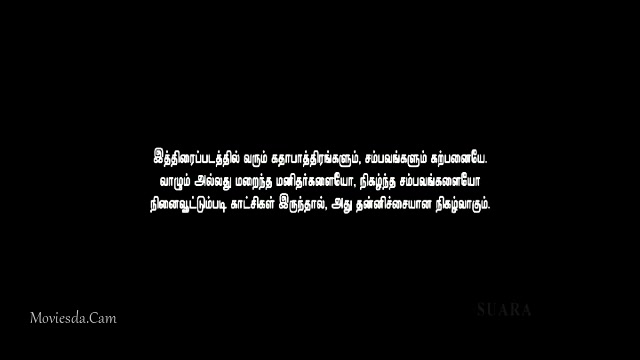 இத்திரைப்படத்தில் வரும் கதாபாத்திரங்களும், சம்பவங்களும் கற்பனையே.
வாழும் அல்லது மறைந்த மனிதர்களையோ, நிகழ்ந்த சம்பவங்களையோ
நினைவூட்டும்படி காட்சிகள் இருந்தால், அது தன்னிச்சையான நிகழ்வாகும்.
SUARA
Moviesda.Cam